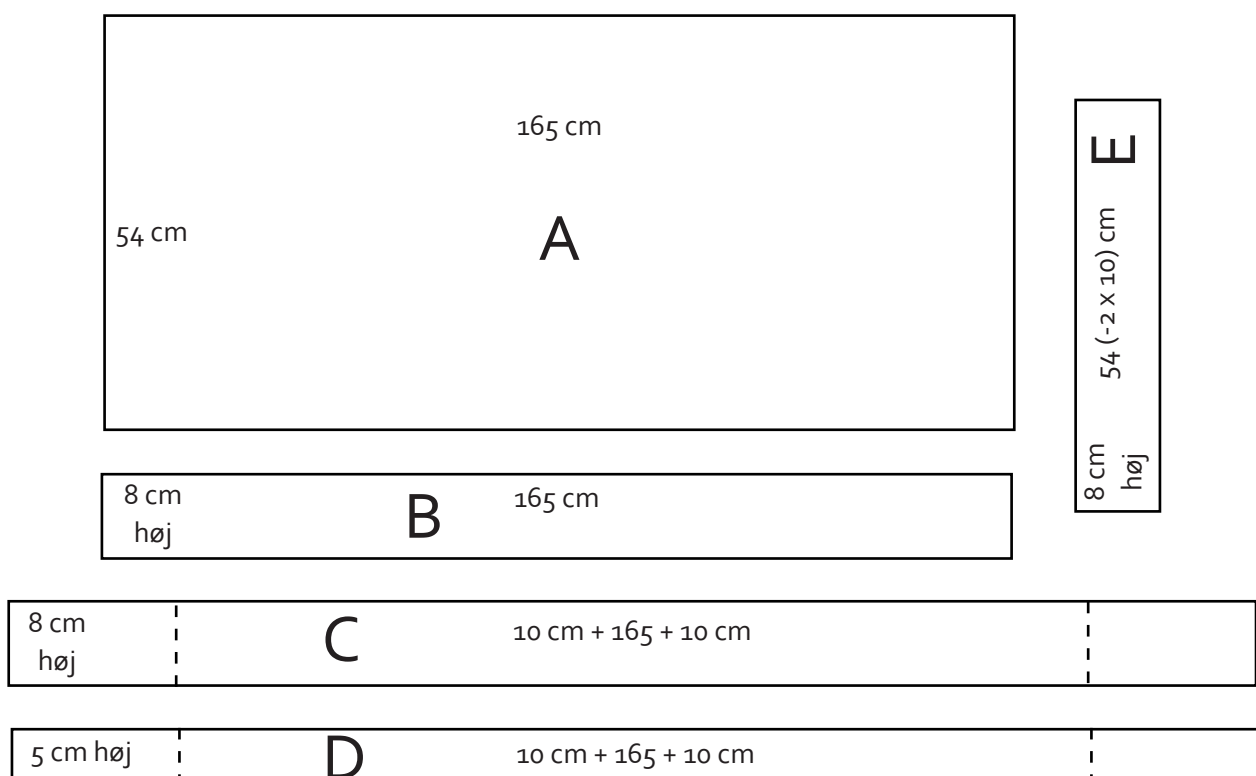 165 cm
54 cm
A
E
54 (-2 x 10) cm
8 cm
høj
8 cm
høj
B
165 cm
8 cm
høj
C
10 cm + 165 + 10 cm
5 cm høj
D
10 cm + 165 + 10 cm